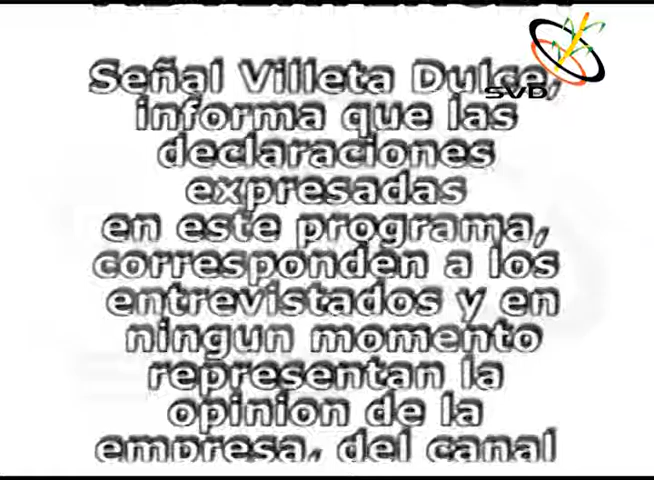 Señal Villeta Dulce,
SVD
informa que las
declaraciones
expresadas
en este programa,
corresponden a los
entrevistados y en
ningun momento
representan la
opinion de la
empresa, del canal